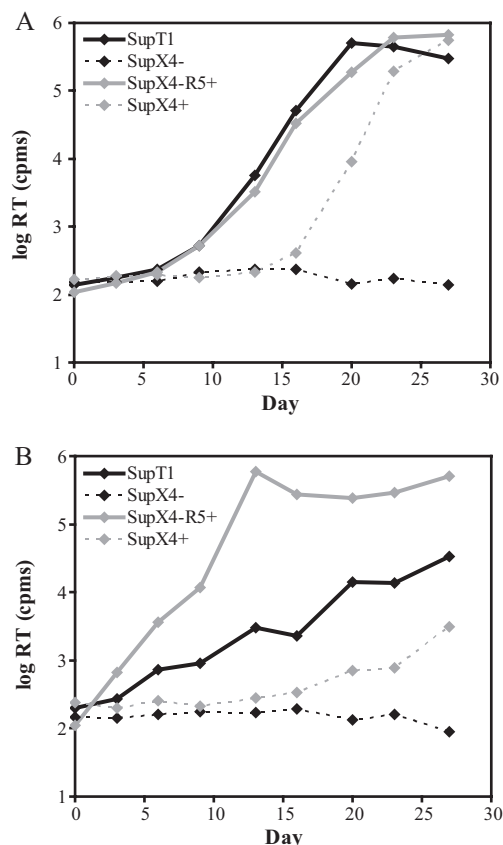 A
6
SupT1
SupX4-
SupX4-R5+
SupX4+
5
4
log RT (cpms)
3
2
1
0 5 10 15 20 25 30
Day
B
6
SupT1
SupX4-
SupX4-R5+
SupX4+
5
4
log RT (cpms)
3
2
1
0 5 10 15 20 25 30
Day